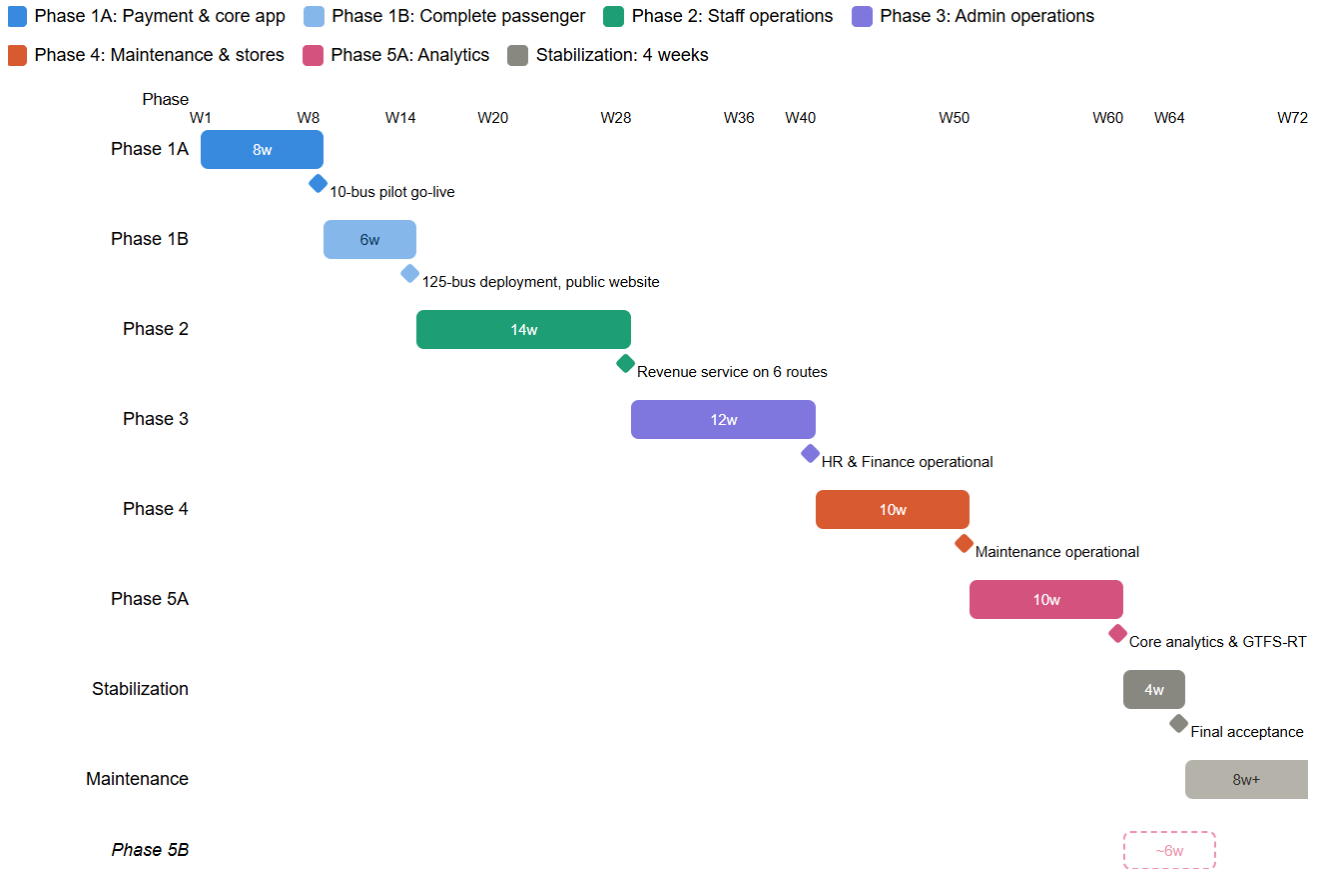 Phase 1A: Payment & core app Phase 1B: Complete passenger Phase 2: Staff operations Phase 3: Admin operations
Phase 4: Maintenance & stores Phase 5A: Analytics Stabilization: 4 weeks
Phase
W1 W8 W14 W20 W28 W36 W40 W50 W60 W64 W72
Phase 1A 8w
10-bus pilot go-live
Phase 1B 6w
125-bus deployment, public website
Phase 2 14w
Revenue service on 6 routes
Phase 3 12w
HR & Finance operational
Phase 4 10w
Maintenance operational
Phase 5A 10w
Core analytics & GTFS-RT
Stabilization 4w
Final acceptance
Maintenance 8w+
Phase 5B ~6w